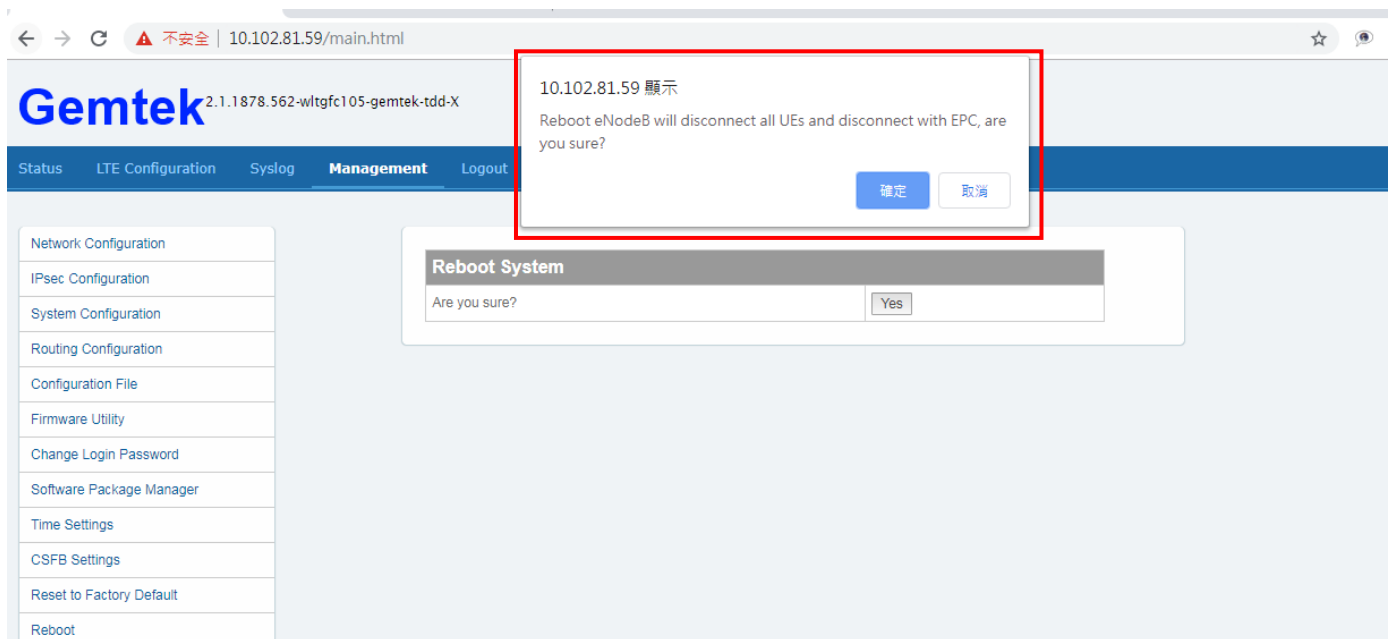 不安全 | 10.102.81.59/main.html
Gemtek 2.1.1878.562-wltgfc105-gemtek-tdd-X
10.102.81.59 顯示
Reboot eNodeB will disconnect all UEs and disconnect with EPC, are
you sure?
確定 取消
Status LTE Configuration Syslog Management Logout
Network Configuration
IPsec Configuration
System Configuration
Routing Configuration
Configuration File
Firmware Utility
Change Login Password
Software Package Manager
Time Settings
CSFB Settings
Reset to Factory Default
Reboot
Reboot System
Are you sure? Yes